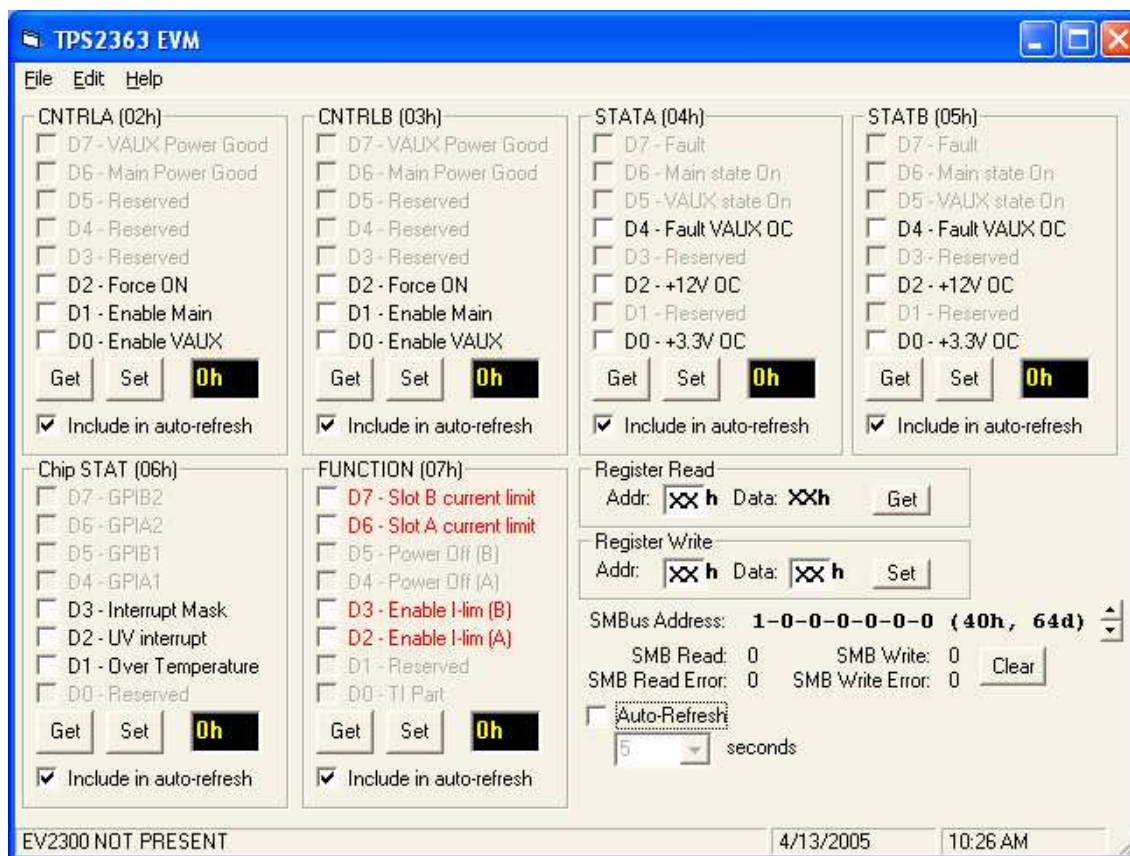 TPS2363 EVM
File Edit Help
CNTRLA (02h)
D7 - VAUX Power Good
D6 - Main Power Good
D5 - Reserved
D4 - Reserved
D3 - Reserved
D2 - Force ON
D1 - Enable Main
D0 - Enable VAUX
Get Set 0h
Include in auto-refresh
CNTRLB (03h)
D7 - VAUX Power Good
D6 - Main Power Good
D5 - Reserved
D4 - Reserved
D3 - Reserved
D2 - Force ON
D1 - Enable Main
D0 - Enable VAUX
Get Set 0h
Include in auto-refresh
STATA (04h)
D7 - Fault
D6 - Main state On
D5 - VAUX state On
D4 - Fault VAUX OC
D3 - Reserved
D2 - +12V OC
D1 - Reserved
D0 - +3.3V OC
Get Set 0h
Include in auto-refresh
STATB (05h)
D7 - Fault
D6 - Main state On
D5 - VAUX state On
D4 - Fault VAUX OC
D3 - Reserved
D2 - +12V OC
D1 - Reserved
D0 - +3.3V OC
Get Set 0h
Include in auto-refresh
Chip STAT (06h)
D7 - GPIB2
D6 - GPIA2
D5 - GPIB1
D4 - GPIA1
D3 - Interrupt Mask
D2 - UV interrupt
D1 - Over Temperature
D0 - Reserved
Get Set 0h
Include in auto-refresh
FUNCTION (07h)
D7 - Slot B current limit
D6 - Slot A current limit
D5 - Power Off (B)
D4 - Power Off (A)
D3 - Enable I-lim (B)
D2 - Enable I-lim (A)
D1 - Reserved
D0 - TI Part
Get Set 0h
Include in auto-refresh
Register Read
Addr: XX h Data: XXh Get
Register Write
Addr: XX h Data: XX h Set
SMBus Address: 1-0-0-0-0-0-0 (40h, 64d)
SMB Read: 0 SMB Write: 0
SMB Read Error: 0 SMB Write Error: 0
Clear
Auto-Refresh
5 seconds
EV2300 NOT PRESENT 4/13/2005 10:26 AM